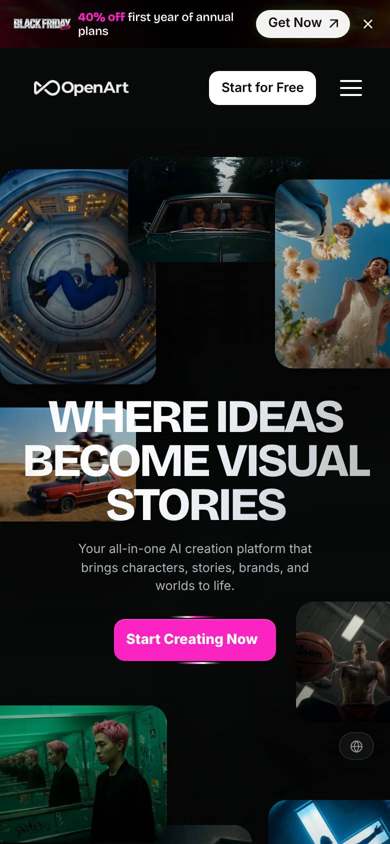 BLACK FRIDAY
40% off first year of annual
plans
Get Now
OpenArt
Start for Free
WHERE IDEAS
BECOME VISUAL
STORIES
Your all-in-one AI creation platform that
brings characters, stories, brands, and
worlds to life.
Start Creating Now